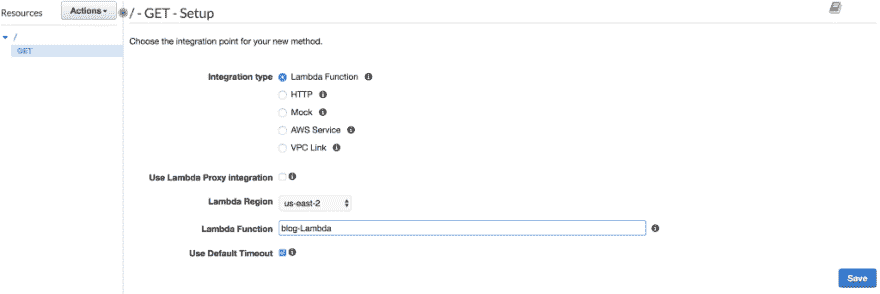 Resources
Actions
/ - GET - Setup
/
GET
Choose the integration point for your new method.
Integration type
Lambda Function
HTTP
Mock
AWS Service
VPC Link
Use Lambda Proxy integration
Lambda Region us-east-2
Lambda Function blog-Lambda
Use Default Timeout
Save